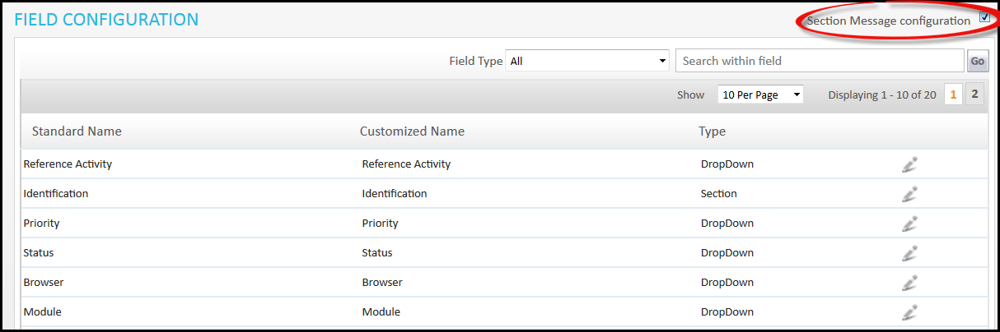 FIELD CONFIGURATION Section Message configuration
Field Type All Search within field Go
Show 10 Per Page Displaying 1 - 10 of 20 1 2
Standard Name Customized Name Type
Reference Activity Reference Activity DropDown
Identification Identification Section
Priority Priority DropDown
Status Status DropDown
Browser Browser DropDown
Module Module DropDown